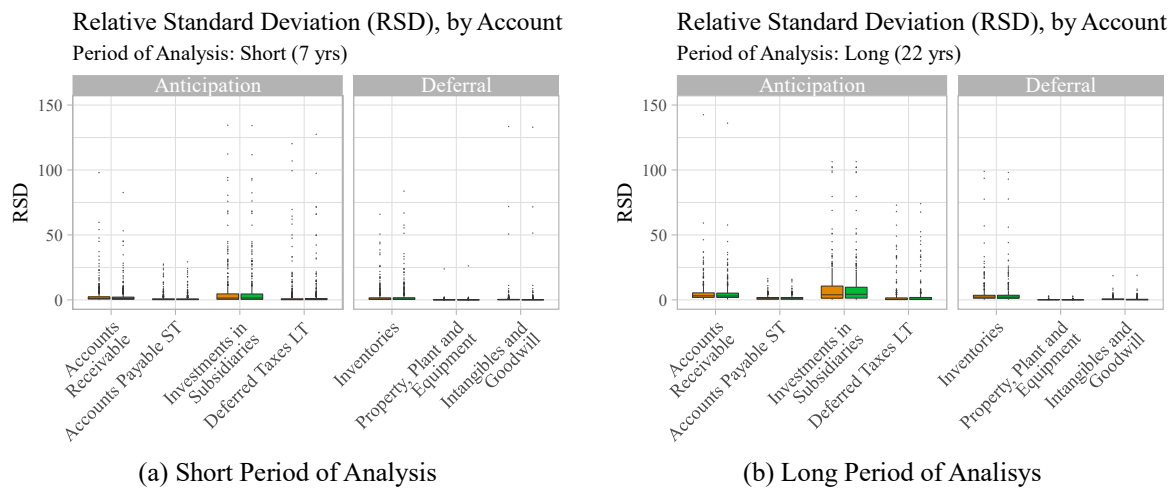 Relative Standard Deviation (RSD), by Account
Period of Analysis: Short (7 yrs)
Anticipation
Deferral
150
100
50
0
RSD
Accounts
Receivable
Accounts Payable ST
Investments in
Subsidiaries
Deferred Taxes LT
Inventories
Property, Plant and
Equipment
Intangibles and
Goodwill
(a) Short Period of Analysis
Relative Standard Deviation (RSD), by Account
Period of Analysis: Long (22 yrs)
Anticipation
Deferral
150
100
50
0
RSD
Accounts
Receivable
Accounts Payable ST
Investments in
Subsidiaries
Deferred Taxes LT
Inventories
Property, Plant and
Equipment
Intangibles and
Goodwill
(b) Long Period of Analisys